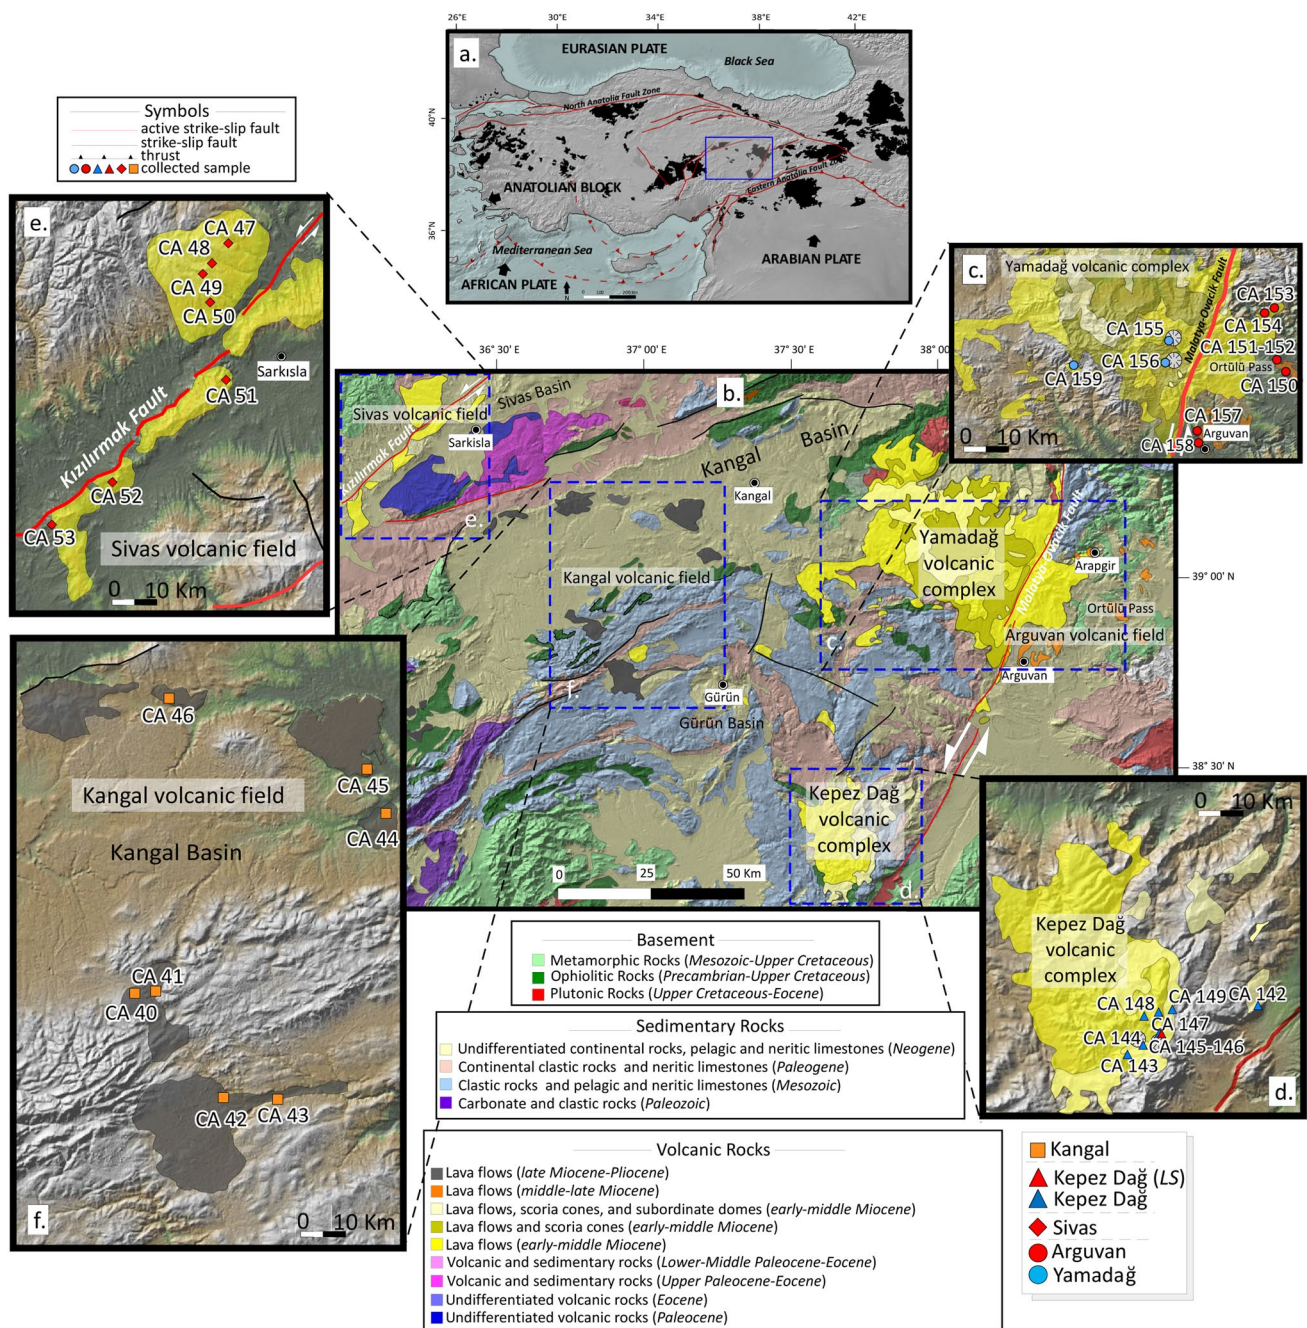 26°E 30°E 34°E 38°E 42°E
a.
EURASIAN PLATE
Black Sea
North Anatolia Fault Zone
40°N
ANATOLIAN BLOCK
Eastern Anatolia Fault Zone
36°N
Mediterranean Sea
ARABIAN PLATE
AFRICAN PLATE
N
Symbols
active strike-slip fault
strike-slip fault
thrust
collected sample
e.
CA 47
CA 48
CA 49
CA 50
Sarkısla
CA 51
Kızılırmak Fault
CA 52
CA 53
Sivas volcanic field
0 10 Km
c.
Yamadağ volcanic complex
Malatya-Ovacik Fault
CA 153
CA 154
CA 155
CA 151-152
CA 156
Ortülü Pass
CA 159
CA 150
CA 157
Arguvan
CA 158
0 10 Km
36°30' E 37°00' E 37°30' E 38°00'
b.
Sivas Basin
Sivas volcanic field
Sarkisla
Kızılırmak Fault
e.
Kangal
Basin
Kangal
Kangal volcanic field
Yamadağ
volcanic
complex
Malatya-Ovacik Fault
Arapgir
39°00' N
Ortülü Pass
c.
Arguvan volcanic field
Arguvan
f.
Gürün
Gürün Basin
38°30' N
Kepez Dağ
volcanic
complex
d.
0 25 50 Km
CA 46
CA 45
Kangal volcanic field
CA 44
Kangal Basin
CA 41
CA 40
CA 42
CA 43
f.
0 10 Km
0 10 Km
Kepez Dağ
volcanic
complex
CA 148
CA 149
CA 142
CA 147
CA 144
CA 145-146
CA 143
d.
Basement
Metamorphic Rocks (Mesozoic-Upper Cretaceous)
Ophiolitic Rocks (Precambrian-Upper Cretaceous)
Plutonic Rocks (Upper Cretaceous-Eocene)
Sedimentary Rocks
Undifferentiated continental rocks, pelagic and neritic limestones (Neogene)
Continental clastic rocks and neritic limestones (Paleogene)
Clastic rocks and pelagic and neritic limestones (Mesozoic)
Carbonate and clastic rocks (Paleozoic)
Volcanic Rocks
Lava flows (late Miocene-Pliocene)
Lava flows (middle-late Miocene)
Lava flows, scoria cones, and subordinate domes (early-middle Miocene)
Lava flows and scoria cones (early-middle Miocene)
Lava flows (early-middle Miocene)
Volcanic and sedimentary rocks (Lower-Middle Paleocene-Eocene)
Volcanic and sedimentary rocks (Upper Paleocene-Eocene)
Undifferentiated volcanic rocks (Eocene)
Undifferentiated volcanic rocks (Paleocene)
Kangal
Kepez Dağ (LS)
Kepez Dağ
Sivas
Arguvan
Yamadağ